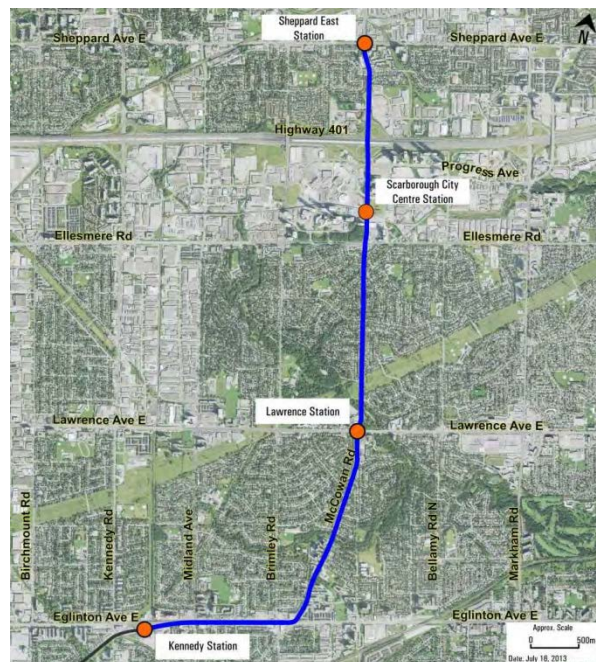 Sheppard East
Station
Sheppard Ave E
Sheppard Ave E
N
Highway 401
Progress Ave
Scarborough City
Centre Station
Ellesmere Rd
Ellesmere Rd
Lawrence Station
Lawrence Ave E
Lawrence Ave E
Birchmount Rd
Kennedy Rd
Midland Ave
Brimley Rd
McCowan Rd
Bellamy Rd N
Markham Rd
Eglinton Ave E
Eglinton Ave E
Kennedy Station
Approx. Scale
0 500m
Date: July 16, 2013